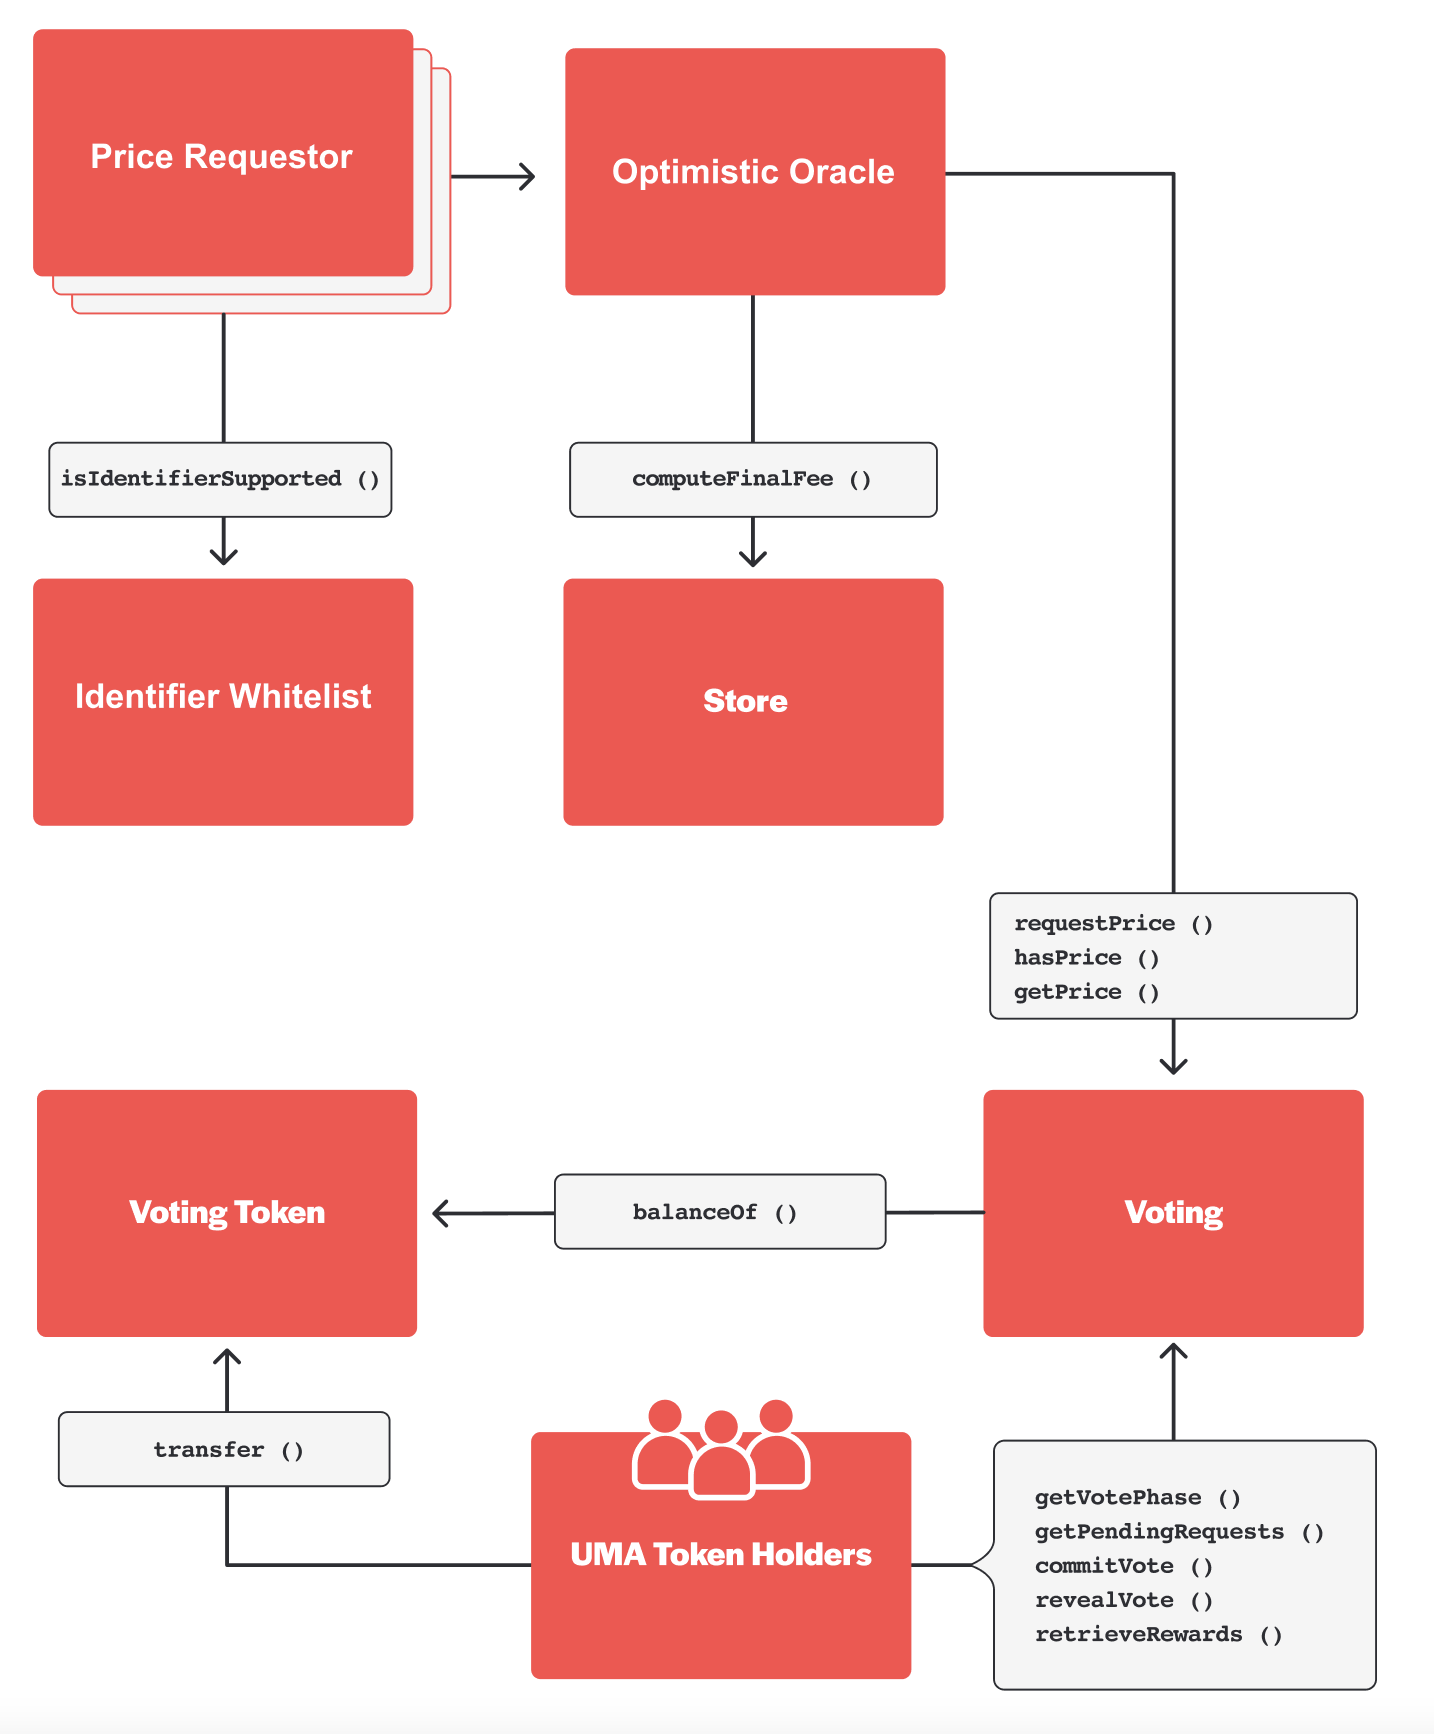 Price Requestor
Optimistic Oracle
isIdentifierSupported ()
computeFinalFee ()
Identifier Whitelist
Store
requestPrice ()
hasPrice ()
getPrice ()
Voting Token
balanceOf ()
Voting
transfer ()
UMA Token Holders
getVotePhase ()
getPendingRequests ()
commitVote ()
revealVote ()
retrieveRewards ()